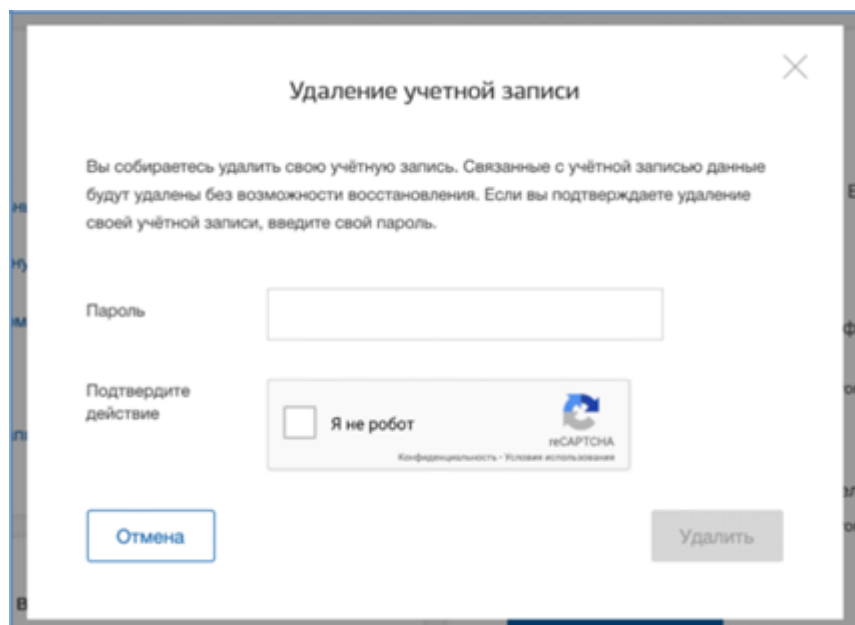 Удаление учетной записи
Вы собираетесь удалить свою учётную запись. Связанные с учётной записью данные
будут удалены без возможности восстановления. Если вы подтверждаете удаление
своей учётной записи, введите свой пароль.
Пароль
Подтвердите
действие
Я не робот
reCAPTCHA
Конфиденциальность - Условия использования
Отмена
Удалить